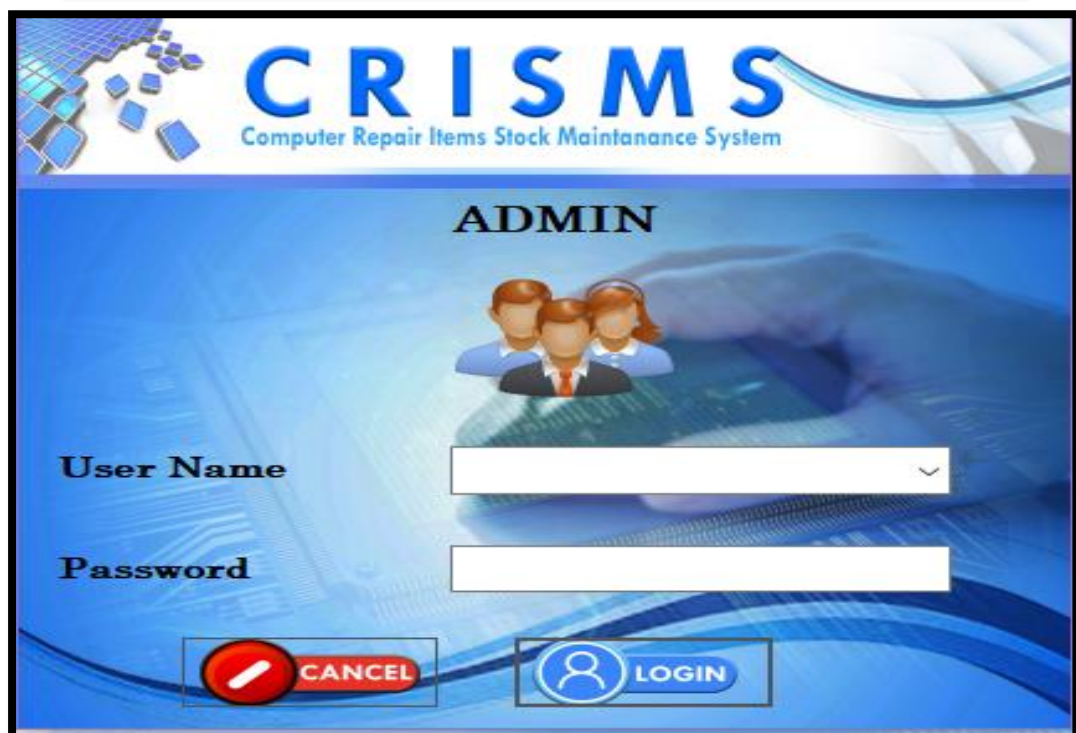 CRISMS
Computer Repair Items Stock Maintanance System
ADMIN
User Name
Password
CANCEL
LOGIN